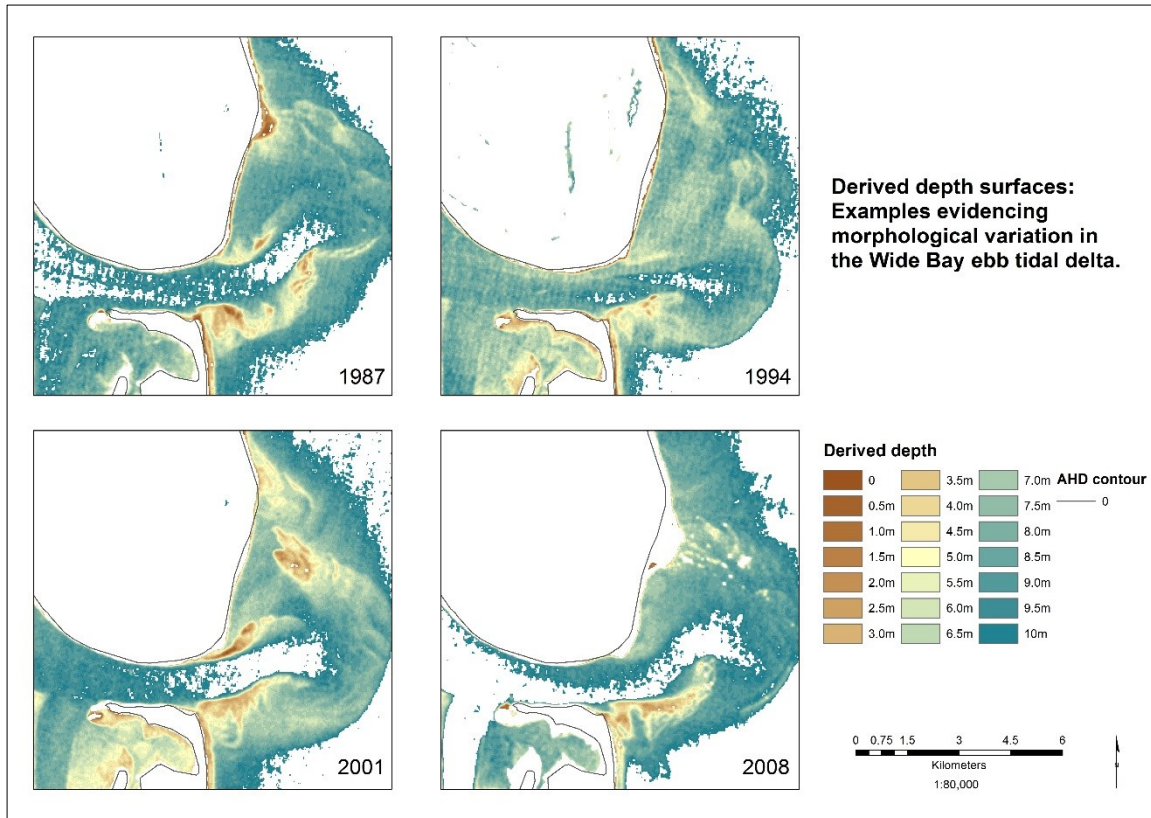 Derived depth surfaces:
Examples evidencing
morphological variation in
the Wide Bay ebb tidal delta.
1987
1994
2001
2008
Derived depth
0
0.5m
1.0m
1.5m
2.0m
2.5m
3.0m
3.5m
4.0m
4.5m
5.0m
5.5m
6.0m
6.5m
7.0m
7.5m
8.0m
8.5m
9.0m
9.5m
10m
AHD contour
0
0 0.75 1.5 3 4.5 6
Kilometers
1:80,000